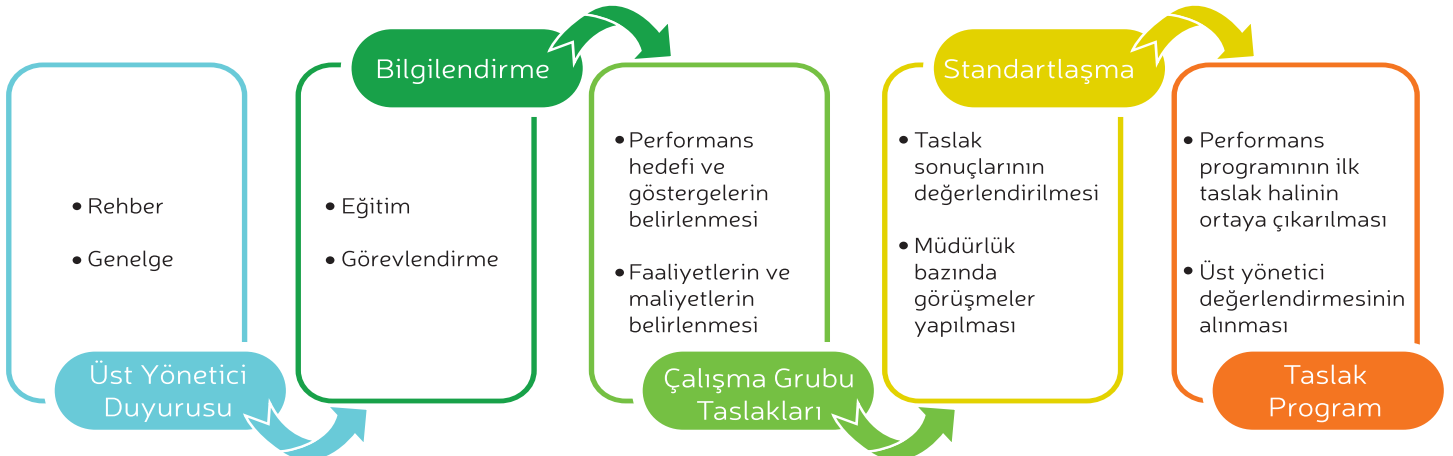 • Rehber
• Genelge
Üst Yönetici
Duyurusu
Bilgilendirme
• Eğitim
• Görevlendirme
• Performans
hedefi ve
göstergelerin
belirlenmesi
• Faaliyetlerin ve
maliyetlerin
belirlenmesi
Çalışma Grubu
Taslakları
Standartlaşma
• Taslak
sonuçlarının
değerlendirilmesi
• Müdürlük
bazında
görüşmeler
yapılması
• Performans
programının ilk
taslak halinin
ortaya çıkarılması
• Üst yönetici
değerlendirmesinin
alınması
Taslak
Program